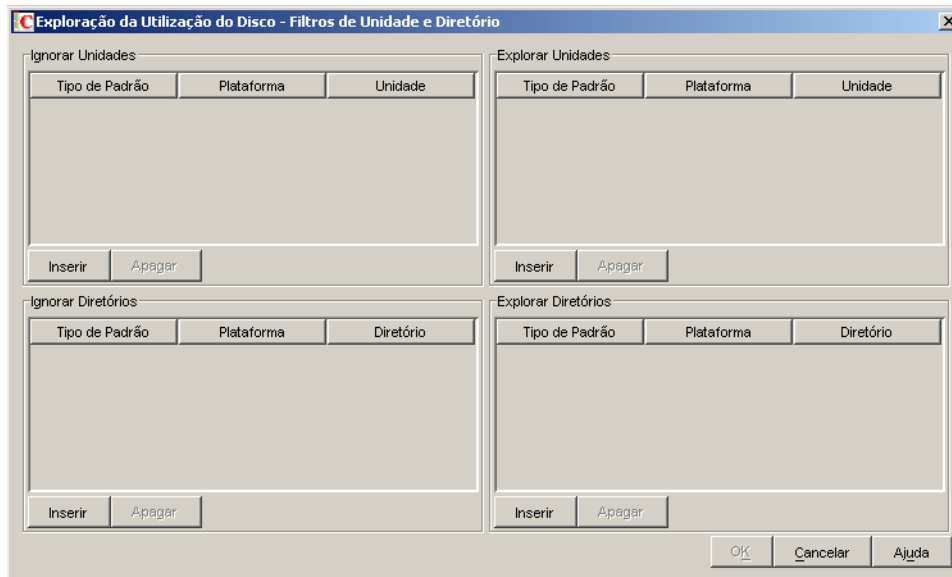 Exploração da Utilização do Disco - Filtros de Unidade e Diretório
Ignorar Unidades
Tipo de Padrão Plataforma Unidade
Inserir Apagar
Explorar Unidades
Tipo de Padrão Plataforma Unidade
Inserir Apagar
Ignorar Diretórios
Tipo de Padrão Plataforma Diretório
Inserir Apagar
Explorar Diretórios
Tipo de Padrão Plataforma Diretório
Inserir Apagar
OK Cancelar Ajuda